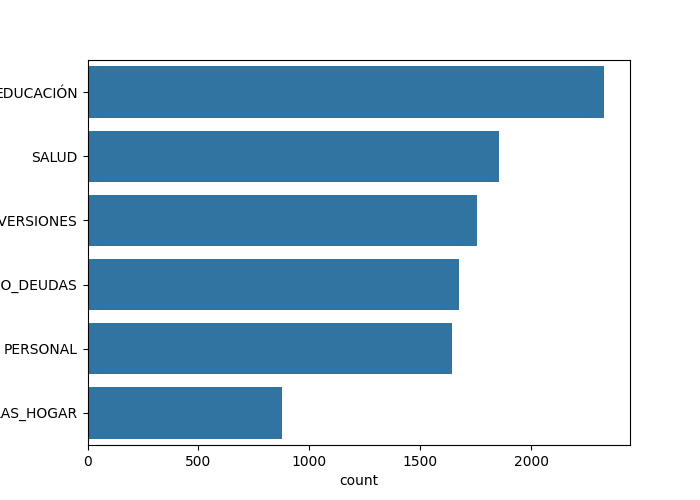 EDUCACIÓN
SALUD
VERSIONES
O_DEUDAS
PERSONAL
AS_HOGAR
0 500 1000 1500 2000
count